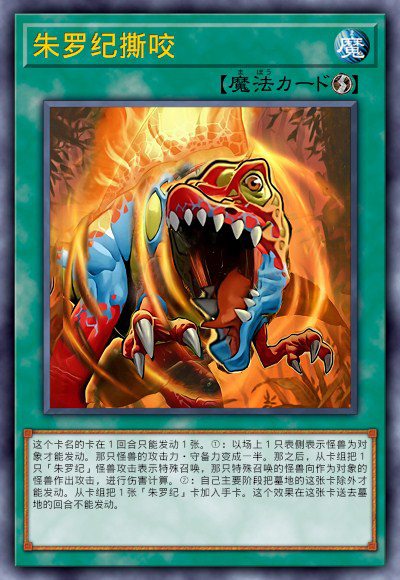 朱罗纪撕咬
魔
【魔法カード】
まほう
这个卡名的卡在1回合只能发动1张。①：以场上1只表侧表示怪兽为对
象才能发动。那只怪兽的攻击力·守备力变成一半。那之后，从卡组把1
只「朱罗纪」怪兽攻击表示特殊召唤，那只特殊召唤的怪兽向作为对象的
怪兽作出攻击，进行伤害计算。②：自己主要阶段把墓地的这张卡除外才
能发动。从卡组把1张「朱罗纪」卡加入手卡。这个效果在这张卡送去墓
地的回合不能发动。